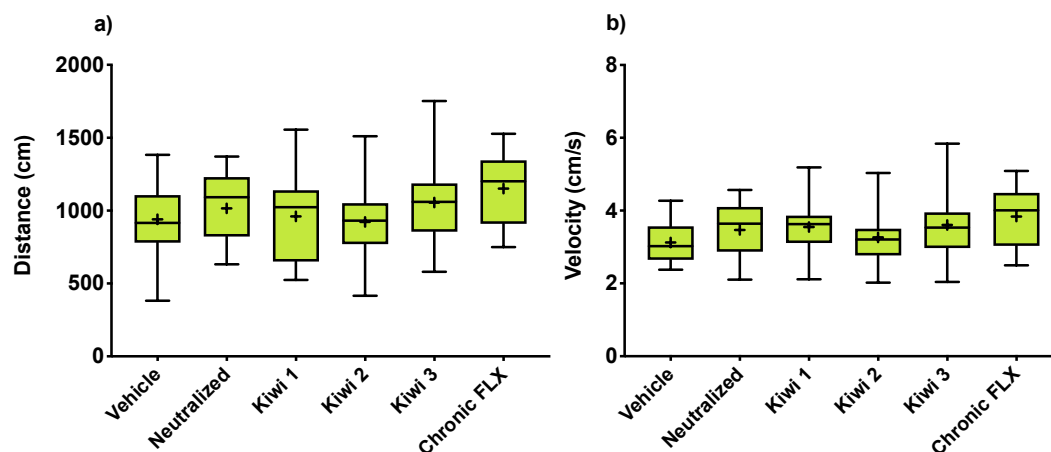 a)
Distance (cm)
2000
1500
1000
500
0
Vehicle
Neutralized
Kiwi 1
Kiwi 2
Kiwi 3
Chronic FLX
b)
Velocity (cm/s)
8
6
4
2
0
Vehicle
Neutralized
Kiwi 1
Kiwi 2
Kiwi 3
Chronic FLX